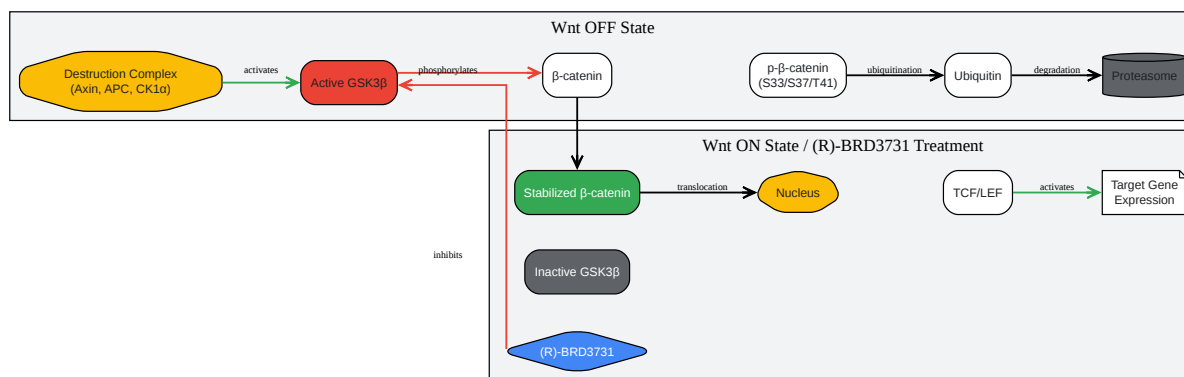 Wnt OFF State
Destruction Complex
(Axin, APC, CK1α)
activates
Active GSK3β
phosphorylates
β-catenin
p-β-catenin
(S33/S37/T41)
ubiquitination
Ubiquitin
degradation
Proteasome
Wnt ON State / (R)-BRD3731 Treatment
Stabilized β-catenin
translocation
Nucleus
TCF/LEF
activates
Target Gene
Expression
inhibits
Inactive GSK3β
(R)-BRD3731